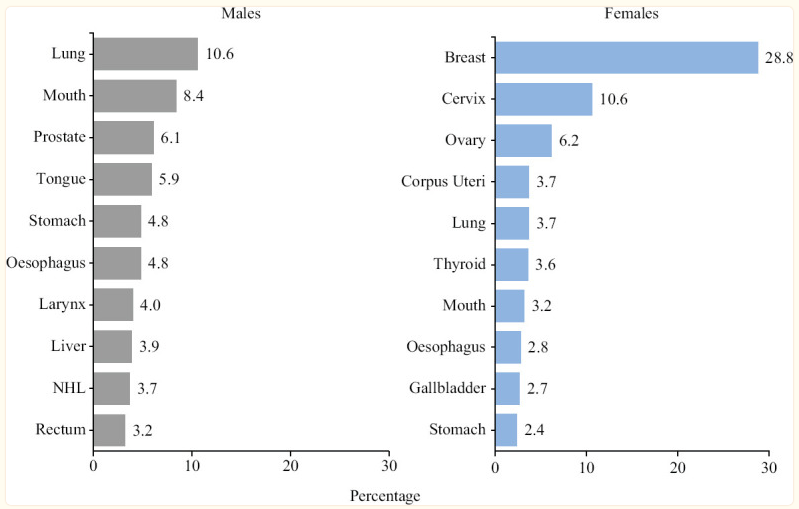 Males
Lung 10.6
Mouth 8.4
Prostate 6.1
Tongue 5.9
Stomach 4.8
Oesophagus 4.8
Larynx 4.0
Liver 3.9
NHL 3.7
Rectum 3.2
0 10 20 30
Females
Breast 28.8
Cervix 10.6
Ovary 6.2
Corpus Uteri 3.7
Lung 3.7
Thyroid 3.6
Mouth 3.2
Oesophagus 2.8
Gallbladder 2.7
Stomach 2.4
0 10 20 30
Percentage